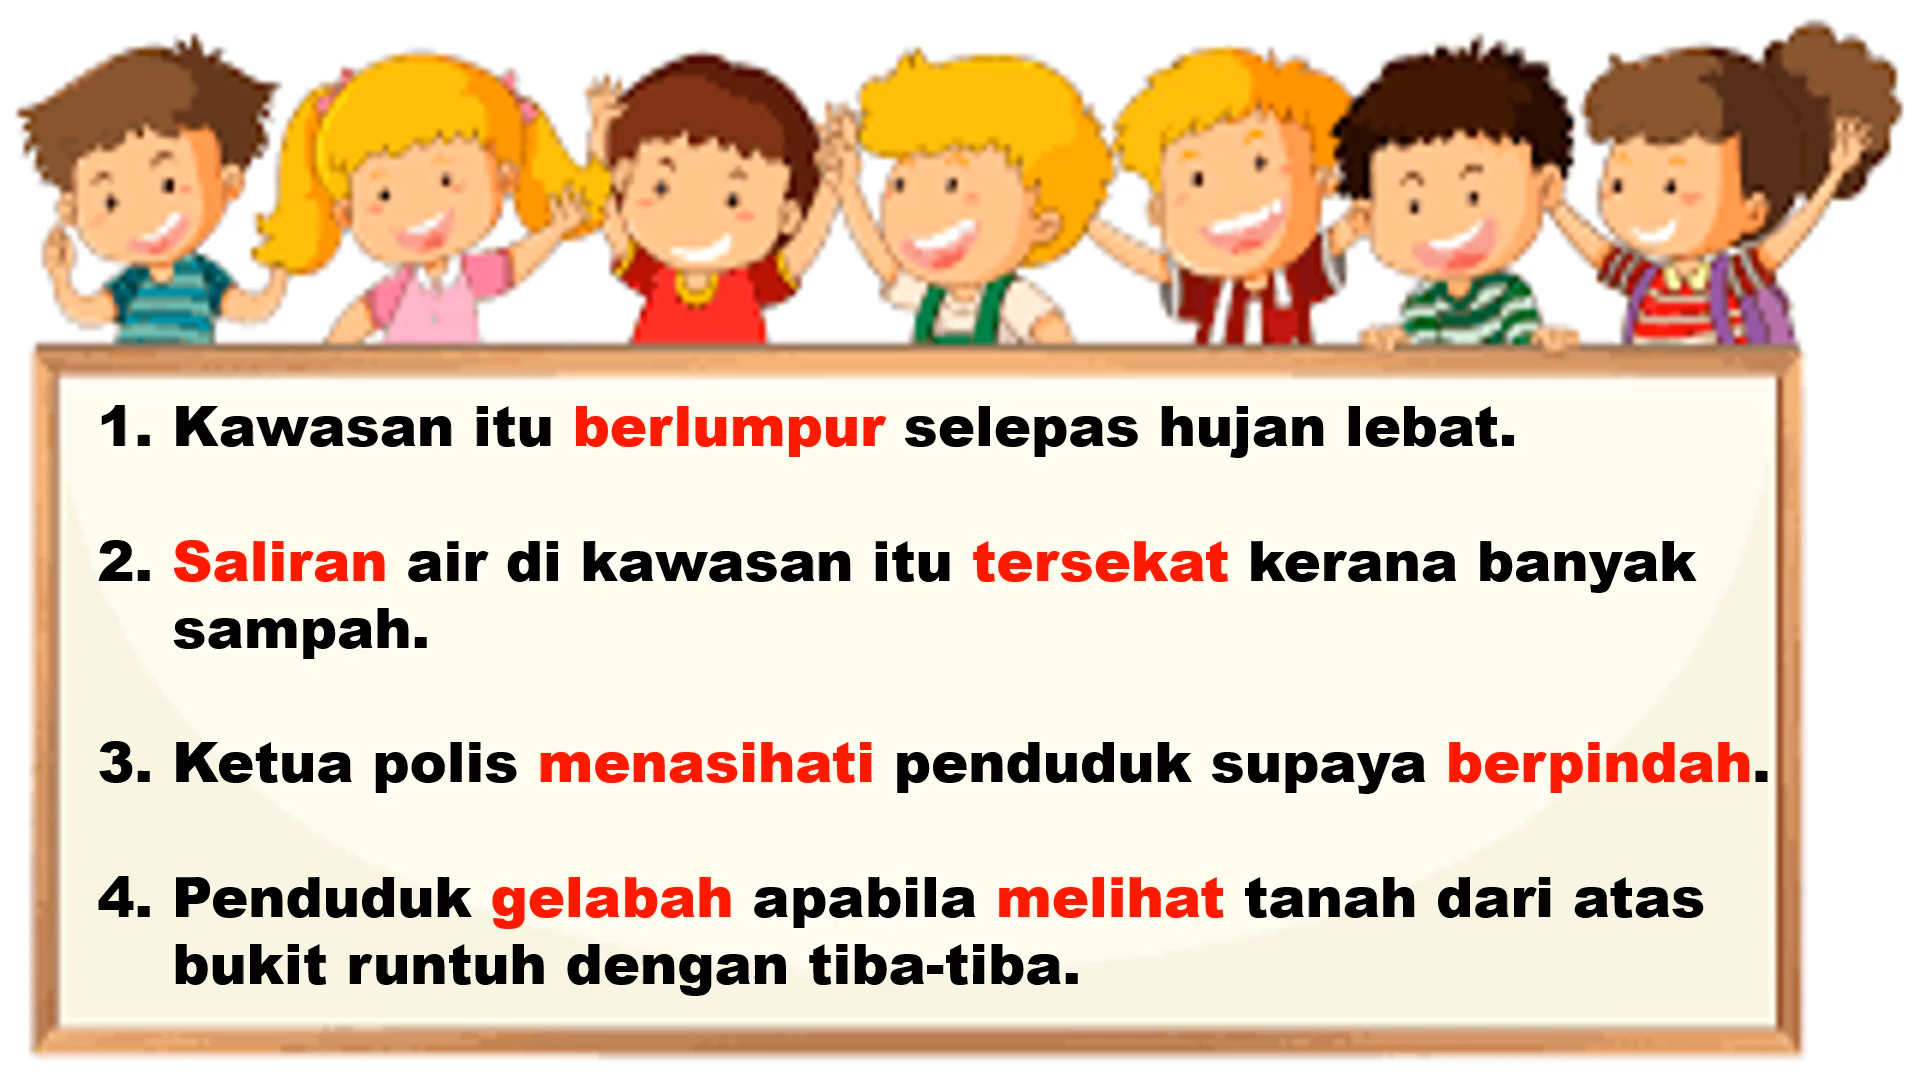 1. Kawasan itu berlumpur selepas hujan lebat.
2. Saliran air di kawasan itu tersekat kerana banyak
sampah.
3. Ketua polis menasihati penduduk supaya berpindah.
4. Penduduk gelabah apabila melihat tanah dari atas
bukit runtuh dengan tiba-tiba.